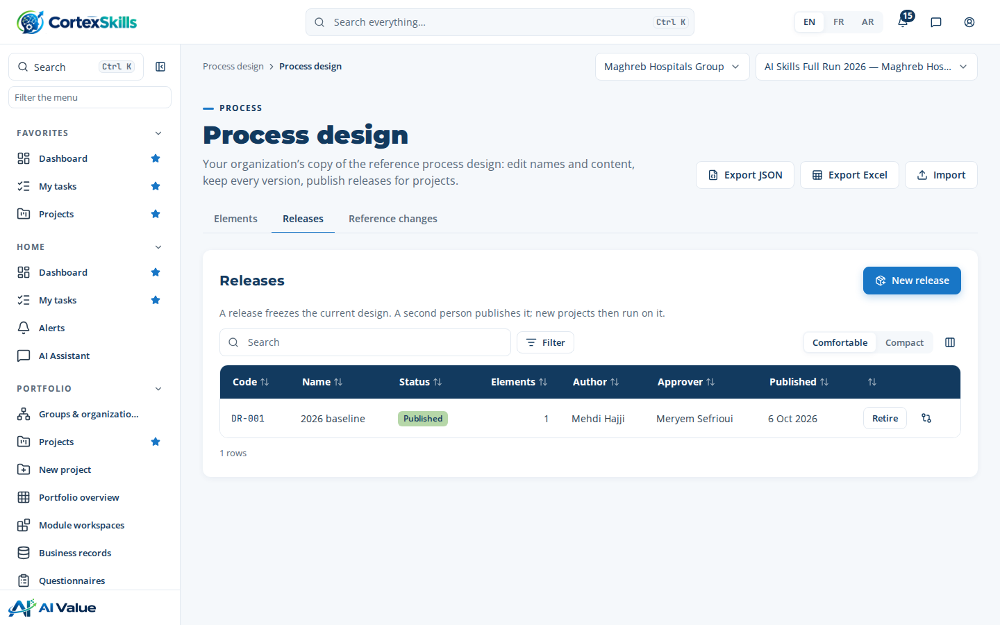 CortexSkills
Search everything...
Ctrl K
EN
FR
AR
15
Search
Ctrl K
Filter the menu
FAVORITES
Dashboard
My tasks
Projects
HOME
Dashboard
My tasks
Alerts
AI Assistant
PORTFOLIO
Groups & organizatio...
Projects
New project
Portfolio overview
Module workspaces
Business records
Questionnaires
AI AI Value
Process design > Process design
Maghreb Hospitals Group
AI Skills Full Run 2026 — Maghreb Hos...
PROCESS
Process design
Your organization’s copy of the reference process design: edit names and content,
keep every version, publish releases for projects.
Export JSON
Export Excel
Import
Elements
Releases
Reference changes
Releases
New release
A release freezes the current design. A second person publishes it; new projects then run on it.
Search
Filter
Comfortable
Compact
Code Name Status Elements Author Approver Published
DR-001 2026 baseline Published 1 Mehdi Hajji Meryem Sefrioui 6 Oct 2026 Retire
1 rows